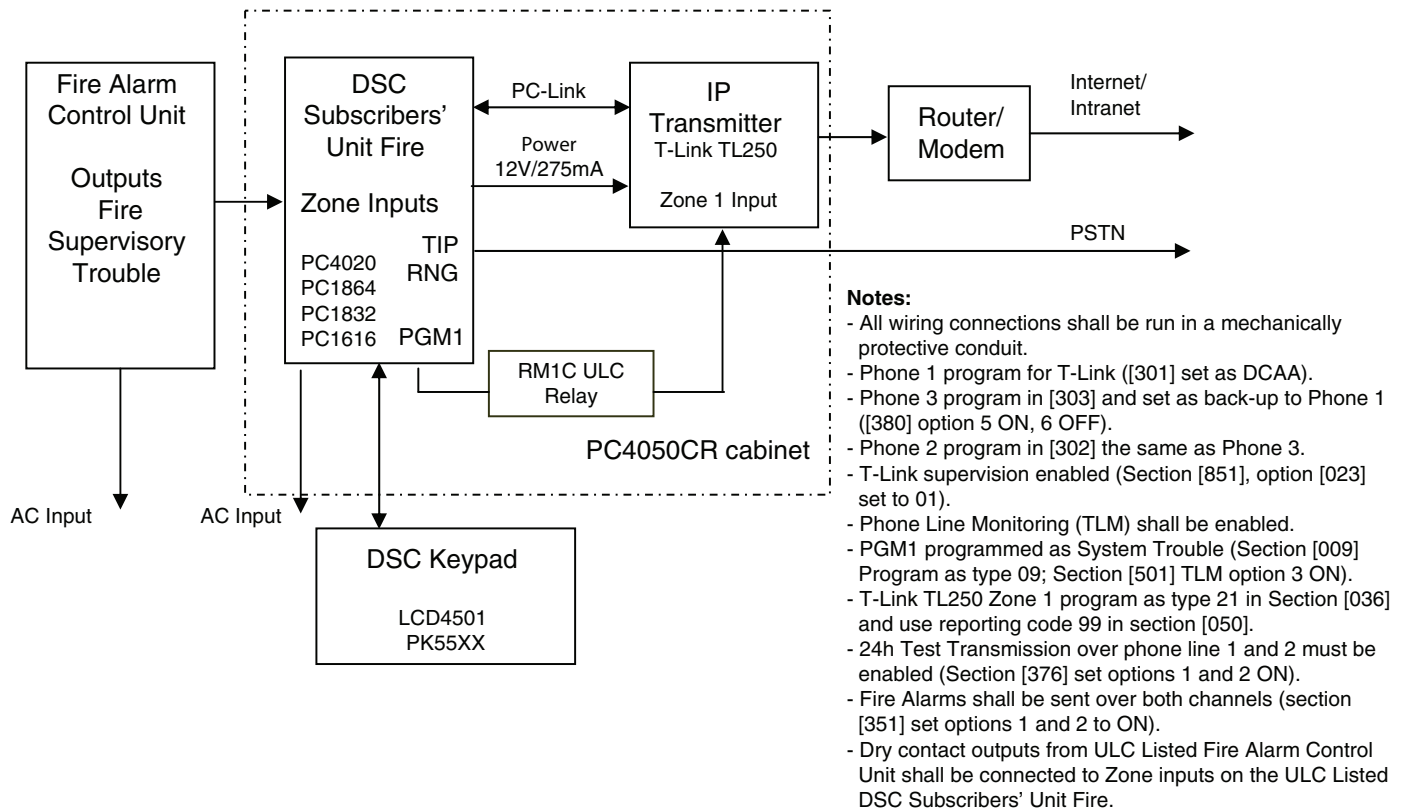 Fire Alarm
Control Unit
Outputs
Fire
Supervisory
Trouble
DSC
Subscribers'
Unit Fire
Zone Inputs
TIP
RNG
PC4020
PC1864
PC1832
PC1616
PGM1
PC-Link
Power
12V/275mA
IP
Transmitter
T-Link TL250
Zone 1 Input
Router/
Modem
Internet/
Intranet
PSTN
RM1C ULC
Relay
PC4050CR cabinet
AC Input
AC Input
DSC Keypad
LCD4501
PK55XX
Notes:
- All wiring connections shall be run in a mechanically
protective conduit.
- Phone 1 program for T-Link ([301] set as DCAA).
- Phone 3 program in [303] and set as back-up to Phone 1
([380] option 5 ON, 6 OFF).
- Phone 2 program in [302] the same as Phone 3.
- T-Link supervision enabled (Section [851], option [023]
set to 01).
- Phone Line Monitoring (TLM) shall be enabled.
- PGM1 programmed as System Trouble (Section [009]
Program as type 09; Section [501] TLM option 3 ON).
- T-Link TL250 Zone 1 program as type 21 in Section [036]
and use reporting code 99 in section [050].
- 24h Test Transmission over phone line 1 and 2 must be
enabled (Section [376] set options 1 and 2 ON).
- Fire Alarms shall be sent over both channels (section
[351] set options 1 and 2 to ON).
- Dry contact outputs from ULC Listed Fire Alarm Control
Unit shall be connected to Zone inputs on the ULC Listed
DSC Subscribers' Unit Fire.